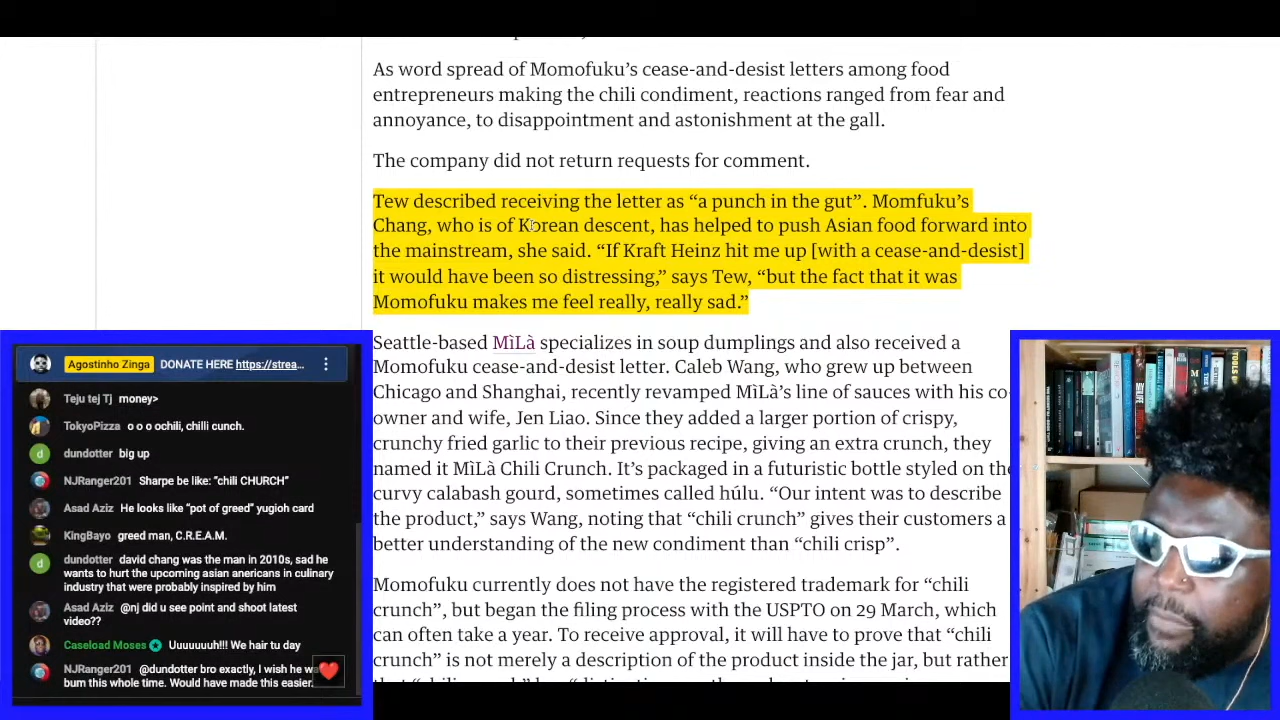 As word spread of Momofuku’s cease-and-desist letters among food
entrepreneurs making the chili condiment, reactions ranged from fear and
annoyance, to disappointment and astonishment at the gall.
The company did not return requests for comment.
Tew described receiving the letter as “a punch in the gut”. Momfuku’s
Chang, who is of Korean descent, has helped to push Asian food forward into
the mainstream, she said. “If Kraft Heinz hit me up [with a cease-and-desist]
it would have been so distressing,” says Tew, “but the fact that it was
Momofuku makes me feel really, really sad.”
Seattle-based MìLà specializes in soup dumplings and also received a
Momofuku cease-and-desist letter. Caleb Wang, who grew up between
Chicago and Shanghai, recently revamped MìLà’s line of sauces with his co-
owner and wife, Jen Liao. Since they added a larger portion of crispy,
crunchy fried garlic to their previous recipe, giving an extra crunch, they
named it MìLà Chili Crunch. It’s packaged in a futuristic bottle styled on the
curvy calabash gourd, sometimes called húlu. “Our intent was to describe
the product,” says Wang, noting that “chili crunch” gives their customers a
better understanding of the new condiment than “chili crisp”.
Momofuku currently does not have the registered trademark for “chili
crunch”, but began the filing process with the USPTO on 29 March, which
can often take a year. To receive approval, it will have to prove that “chili
crunch” is not merely a description of the product inside the jar, but rather
Agostinho Zinga DONATE HERE https://strea...
Teju tej Tj money>
TokyoPizza o o o ochili, chilli cunch.
dundotter big up
NJRanger201 Sharpe be like: “chili CHURCH”
Asad Aziz He looks like “pot of greed” yugioh card
KingBayo greed man, C.R.E.A.M.
dundotter david chang was the man in 2010s, sad he
wants to hurt the upcoming asian anericans in culinary
industry that were probably inspired by him
Asad Aziz @nj did u see point and shoot latest
video??
Caseload Moses Uuuuuuuh!!! We hair tu day
NJRanger201 @dundotter bro exactly, I wish he
bum this whole time. Would have made this easier.